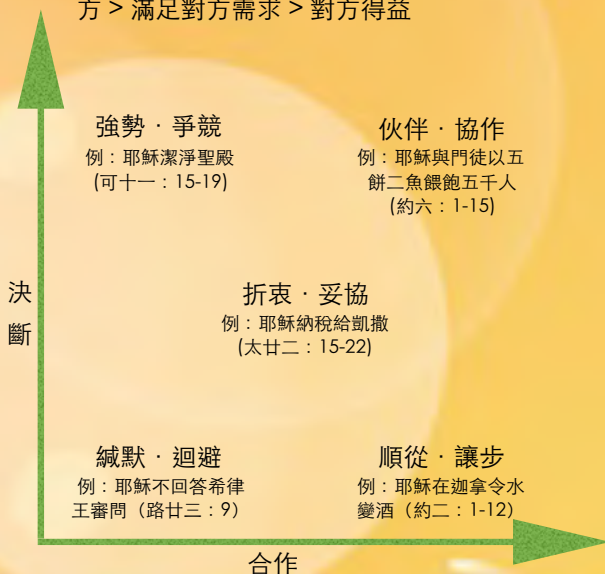 方 > 滿足對方需求 > 對方得益
強勢·爭競
例：耶穌潔淨聖殿
(可十一：15-19)
伙伴·協作
例：耶穌與門徒以五
餅二魚餵飽五千人
(約六：1-15)
決
斷
折衷·妥協
例：耶穌納稅給凱撒
(太廿二：15-22)
緘默·迴避
例：耶穌不回答希律
王審問（路廿三：9）
順從·讓步
例：耶穌在迦拿令水
變酒（約二：1-12）
合作